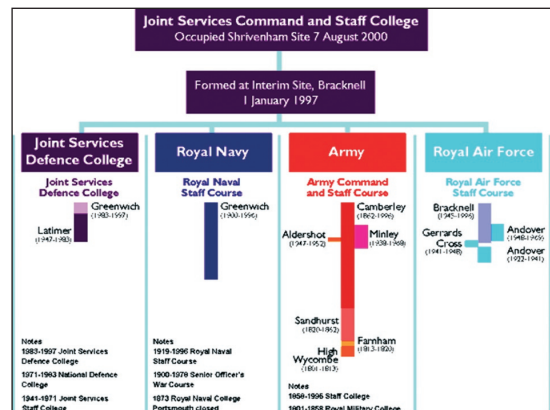 Joint Services Command and Staff College
Occupied Shrivenham Site 7 August 2000
Formed at Interim Site, Bracknell
1 January 1997
Joint Services
Defence College
Royal Navy
Army
Royal Air Force
Joint Services
Defence College
Greenwich
(1983-1997)
Latimer
(1947-1983)
Notes
1983-1997 Joint Services
Defence College
1971-1983 National Defence
College
1941-1971 Joint Services
Staff College
Royal Naval
Staff Course
Greenwich
(1900-1996)
Notes
1919-1996 Royal Naval
Staff Course
1900-1979 Senior Officer's
War Course
1873 Royal Naval College
Portsmouth closed
Army Command
and Staff Course
Camberley
(1862-1996)
Aldershot
(1947-1952)
Minley
(1938-1968)
Sandhurst
(1820-1862)
Farnham
(1813-1820)
High
Wycombe
(1801-1813)
Notes
1858-1996 Staff College
1801-1858 Royal Military College
Royal Air Force
Staff Course
Bracknell
(1945-1996)
Andover
(1948-1969)
Gerrards
Cross
(1941-1948)
Andover
(1922-1941)